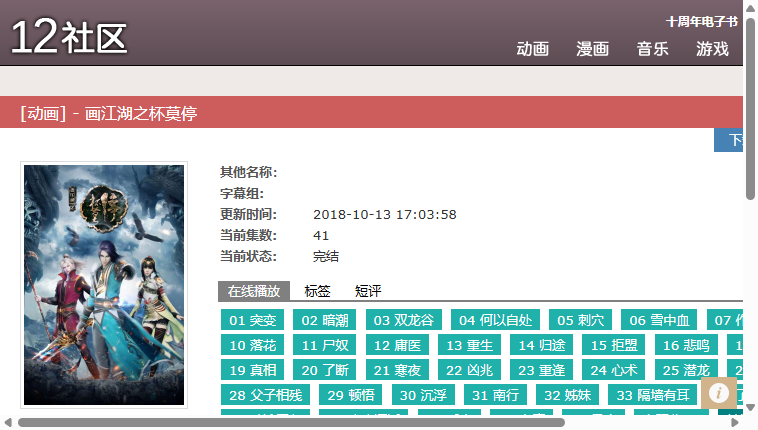 十周年电子书
12社区
动画 漫画 音乐 游戏
[动画] - 画江湖之杯莫停
其他名称:
字幕组:
更新时间: 2018-10-13 17:03:58
当前集数: 41
当前状态: 完结
在线播放 标签 短评
01 突变 02 暗潮 03 双龙谷 04 何以自处 05 刺穴 06 雪中血 07
10 落花 11 尸奴 12 庸医 13 重生 14 归途 15 拒盟 16 悲鸣
19 真相 20 了断 21 寒夜 22 凶兆 23 重逢 24 心术 25 潜龙
28 父子相残 29 顿悟 30 沉浮 31 南行 32 姊妹 33 隔墙有耳